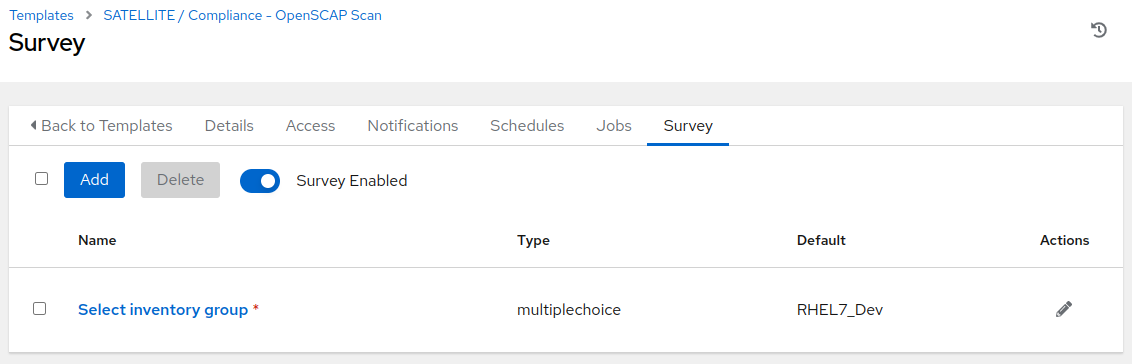 Templates > SATELLITE / Compliance - OpenSCAP Scan
Survey
Back to Templates Details Access Notifications Schedules Jobs Survey
Add Delete Survey Enabled
Name Type Default Actions
Select inventory group * multiplechoice RHEL7_Dev